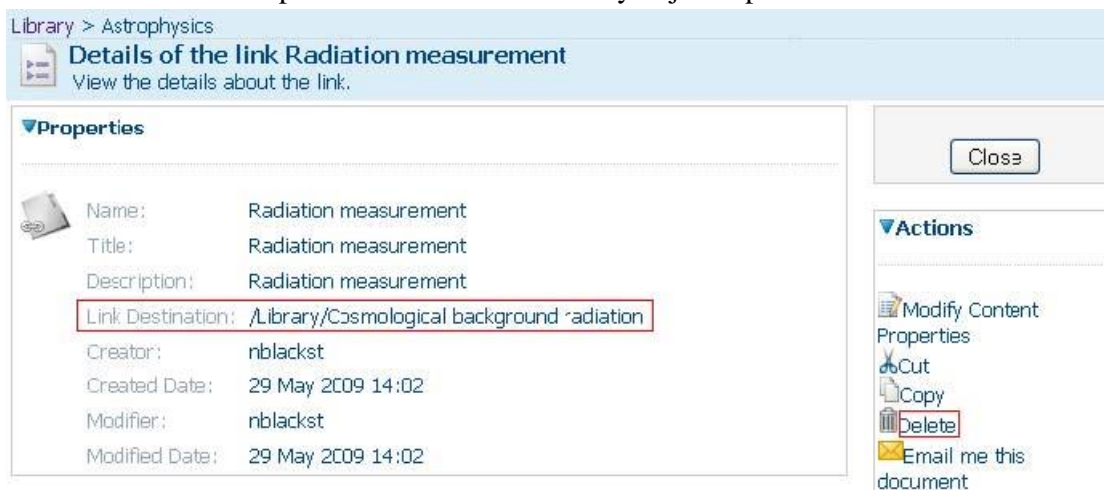 Library > Astrophysics
Details of the link Radiation measurement
View the details about the link.
Properties
Name: Radiation measurement
Title: Radiation measurement
Description: Radiation measurement
Link Destination: /Library/Cosmological background radiation
Creator: nblackst
Created Date: 29 May 2009 14:02
Modifier: nblackst
Modified Date: 29 May 2009 14:02
Close
Actions
Modify Content
Properties
Cut
Copy
Delete
Email me this
document